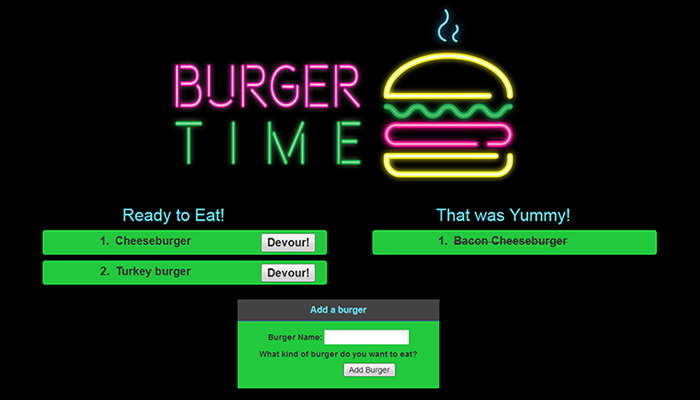 BURGER
TIME
Ready to Eat!
1. Cheeseburger Devour!
2. Turkey burger Devour!
That was Yummy!
1. Bacon Cheeseburger
Add a burger
Burger Name:
What kind of burger do you want to eat?
Add Burger